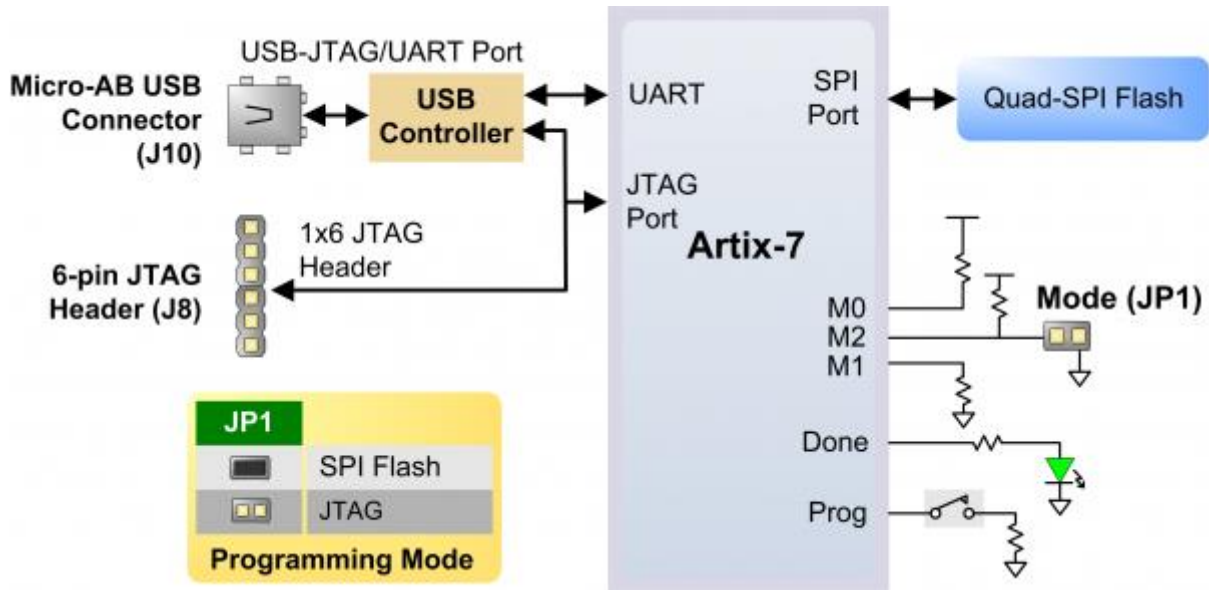 USB-JTAG/UART Port
Micro-AB USB
Connector
(J10)
USB
Controller
UART
SPI
Port
Quad-SPI Flash
JTAG
Port
Artix-7
1x6 JTAG
Header
6-pin JTAG
Header (J8)
M0
M2
M1
Mode (JP1)
Done
Prog
JP1
SPI Flash
JTAG
Programming Mode